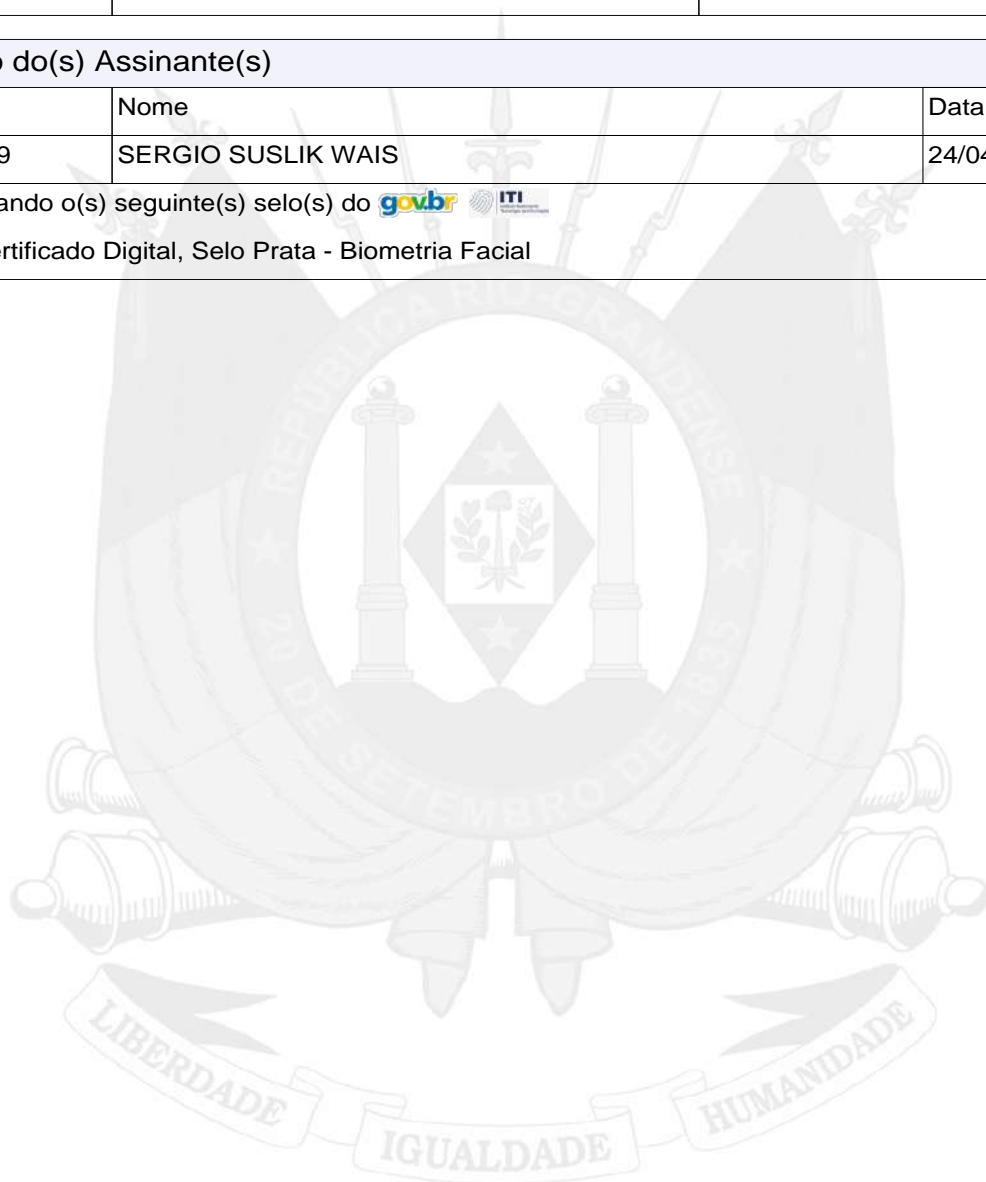 o do(s) Assinante(s)
Nome Data
9 SERGIO SUSLIK WAIS 24/04
ando o(s) seguinte(s) selo(s) do gov.br ITI
ertificado Digital, Selo Prata - Biometria Facial
REPÚBLICA RIO-GRANDENSE
20 DE SETEMBRO DE 1835
LIBERDADE IGUALDADE HUMANIDADE